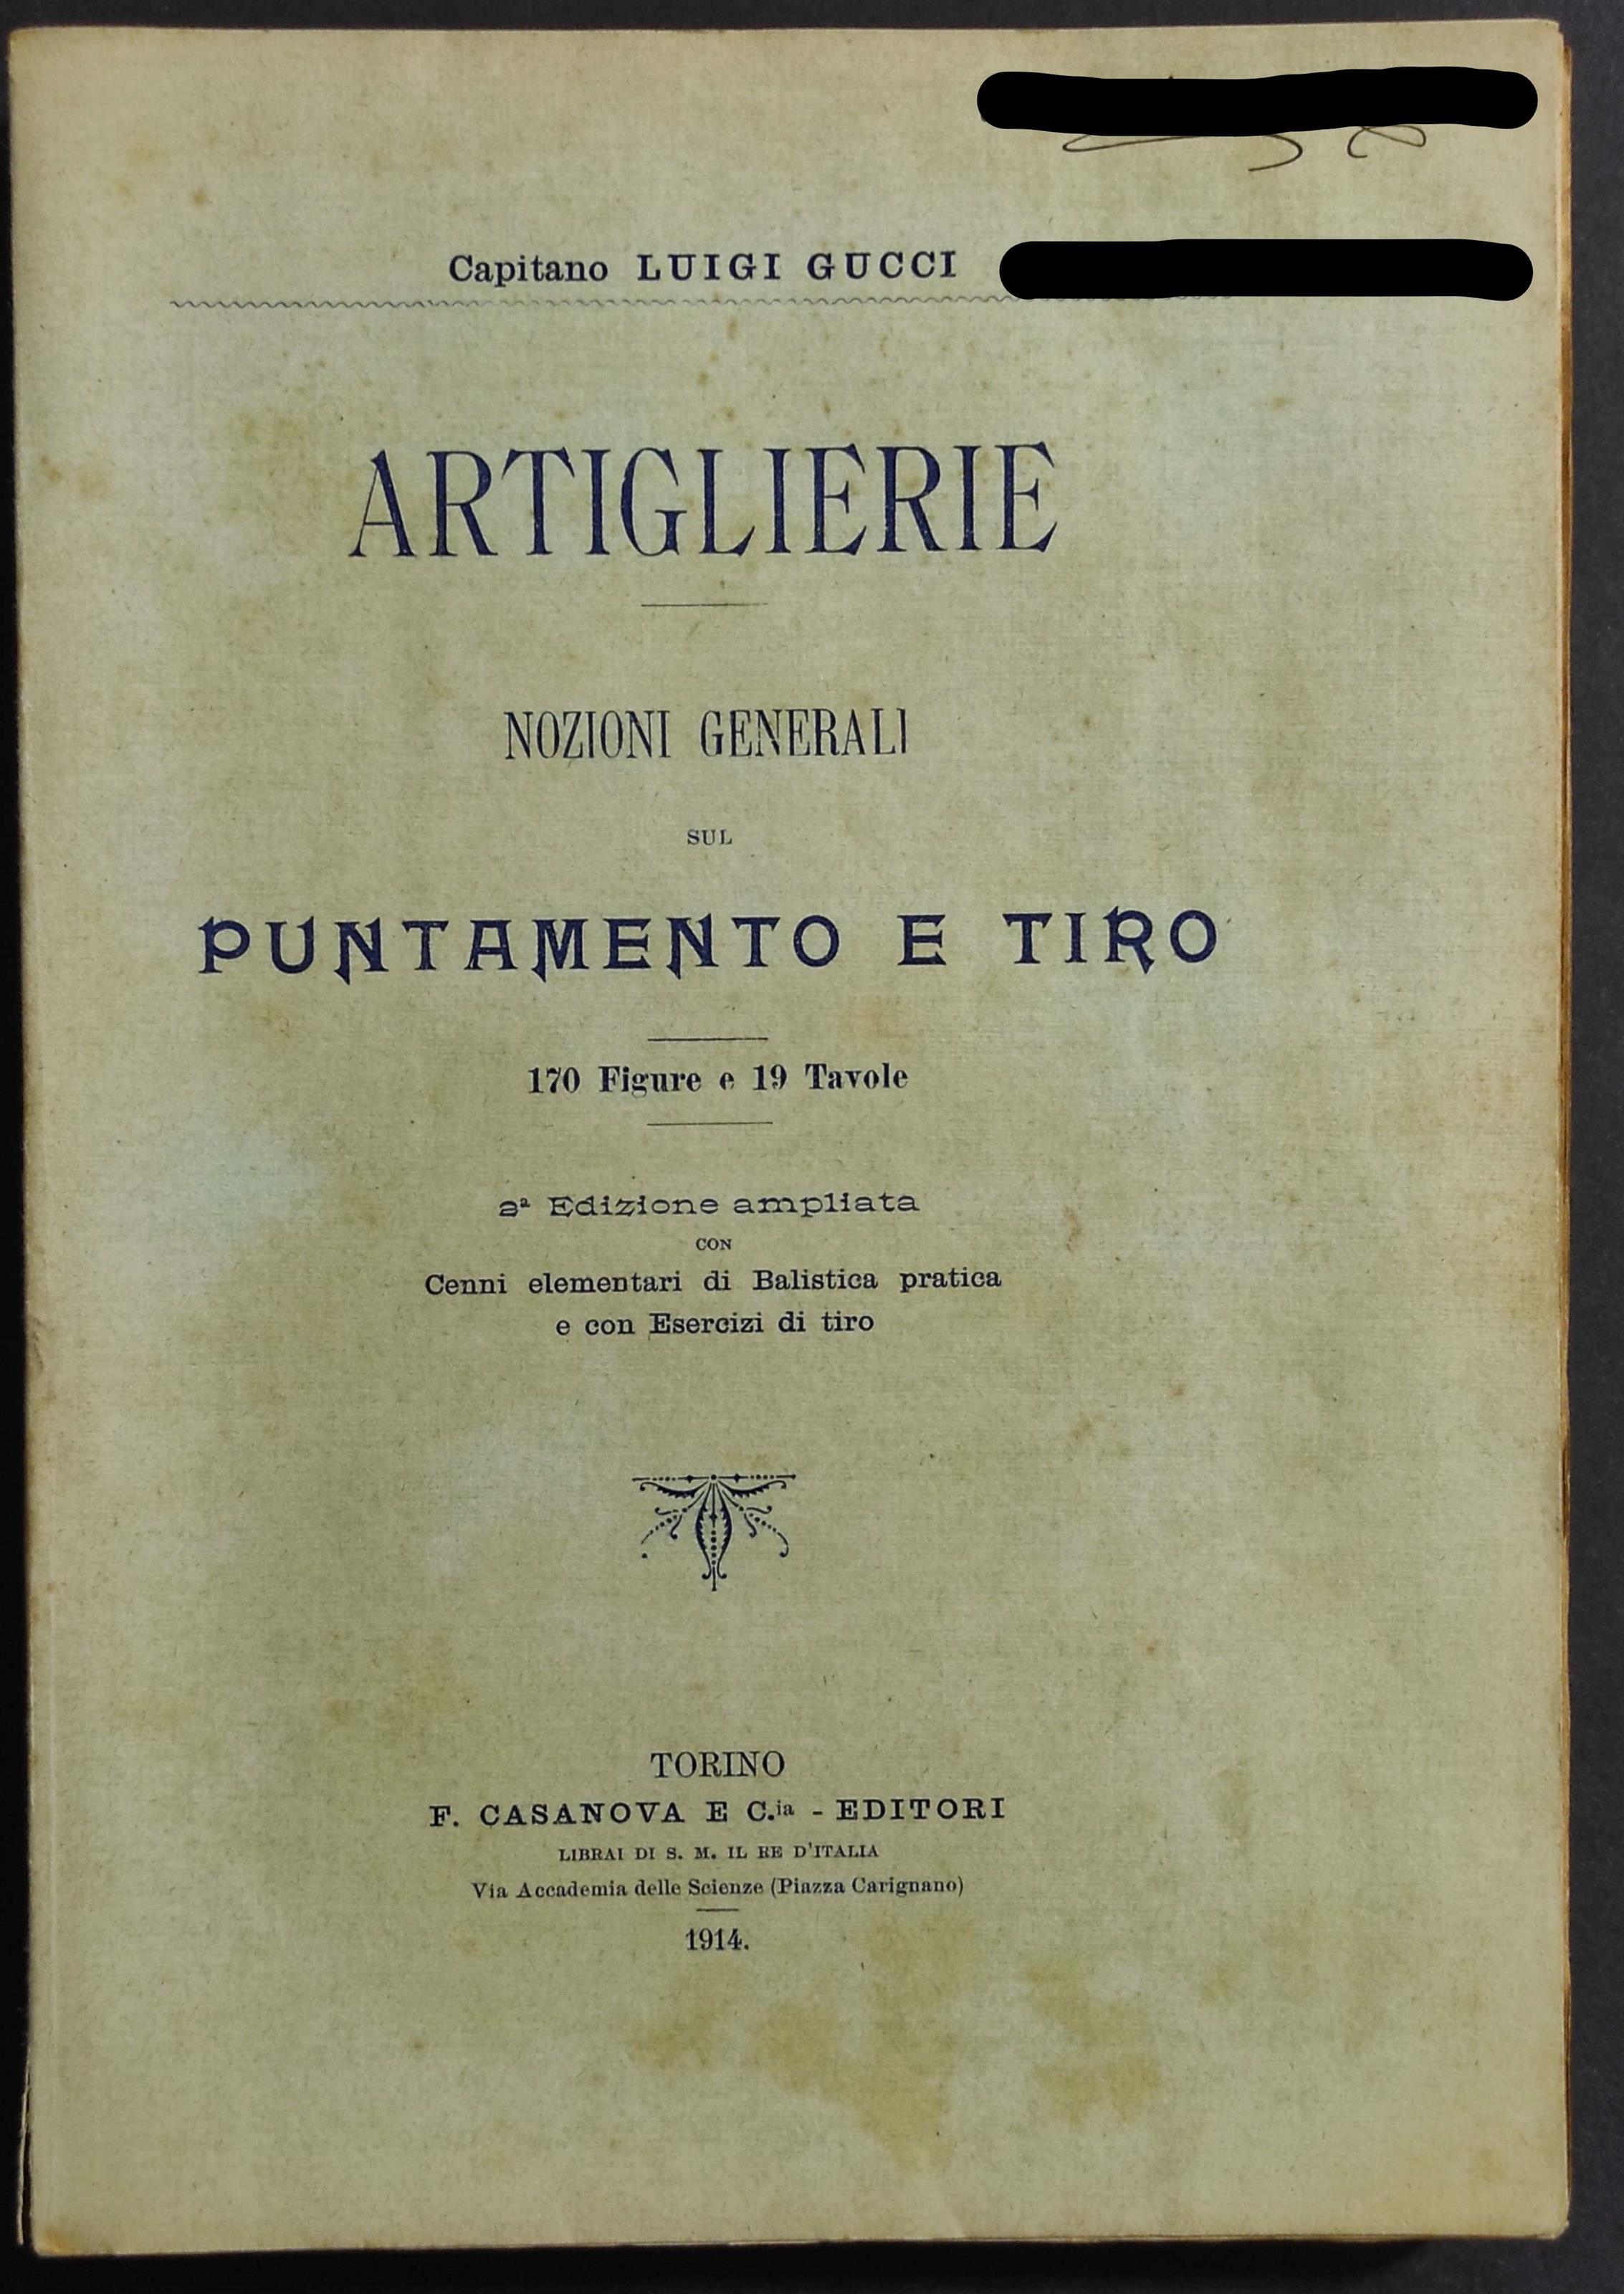 Capitano LUIGI GUCCI
ARTIGLIERIE
NOZIONI GENERALI
SUL
PUNTAMENTO E TIRO
170 Figure e 19 Tavole
2ª Edizione ampliata
CON
Cenni elementari di Balistica pratica
e con Esercizi di tiro
TORINO
F. CASANOVA E C.ia - EDITORI
LIBRAI DI S. M. IL RE D'ITALIA
Via Accademia delle Scienze (Piazza Carignano)
1914.